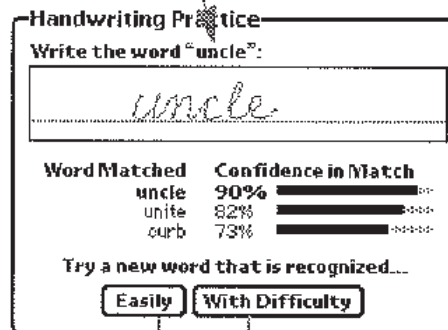 Handwriting Practice
Write the word "uncle":
uncle
Word Matched Confidence in Match
uncle 90%
unite 82%
curb 73%
Try a new word that is recognized...
Easily With Difficulty